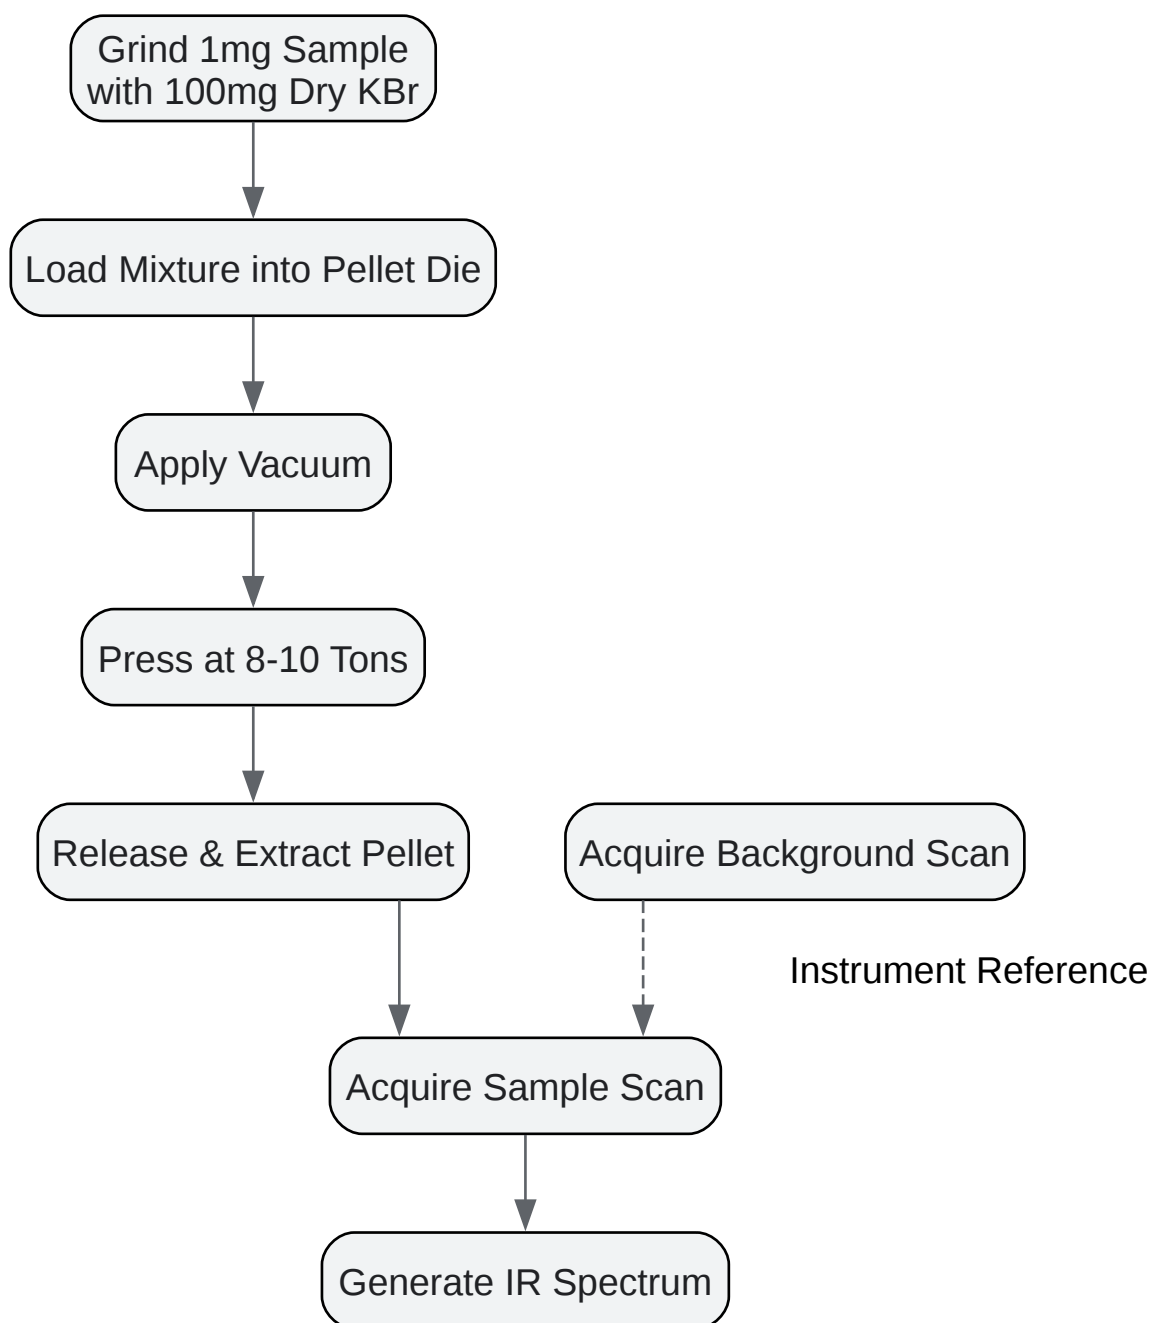 Grind 1mg Sample
with 100mg Dry KBr
Load Mixture into Pellet Die
Apply Vacuum
Press at 8-10 Tons
Release & Extract Pellet
Acquire Background Scan
Instrument Reference
Acquire Sample Scan
Generate IR Spectrum